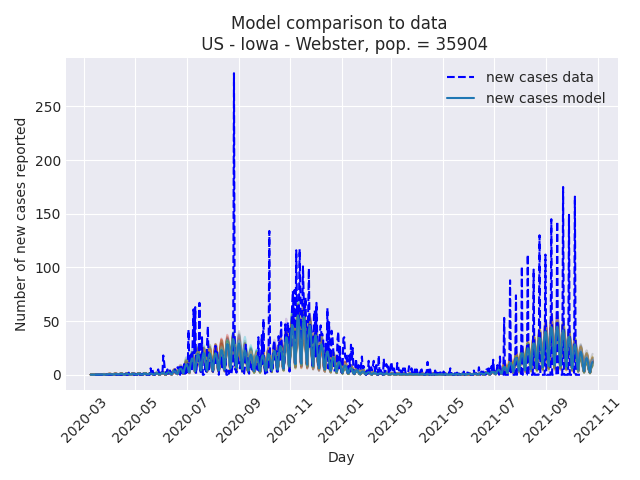 Model comparison to data
US - Iowa - Webster, pop. = 35904
new cases data
new cases model
Number of new cases reported
250
200
150
100
50
0
2020-03
2020-05
2020-07
2020-09
2020-11
2021-01
2021-03
2021-05
2021-07
2021-09
2021-11
Day